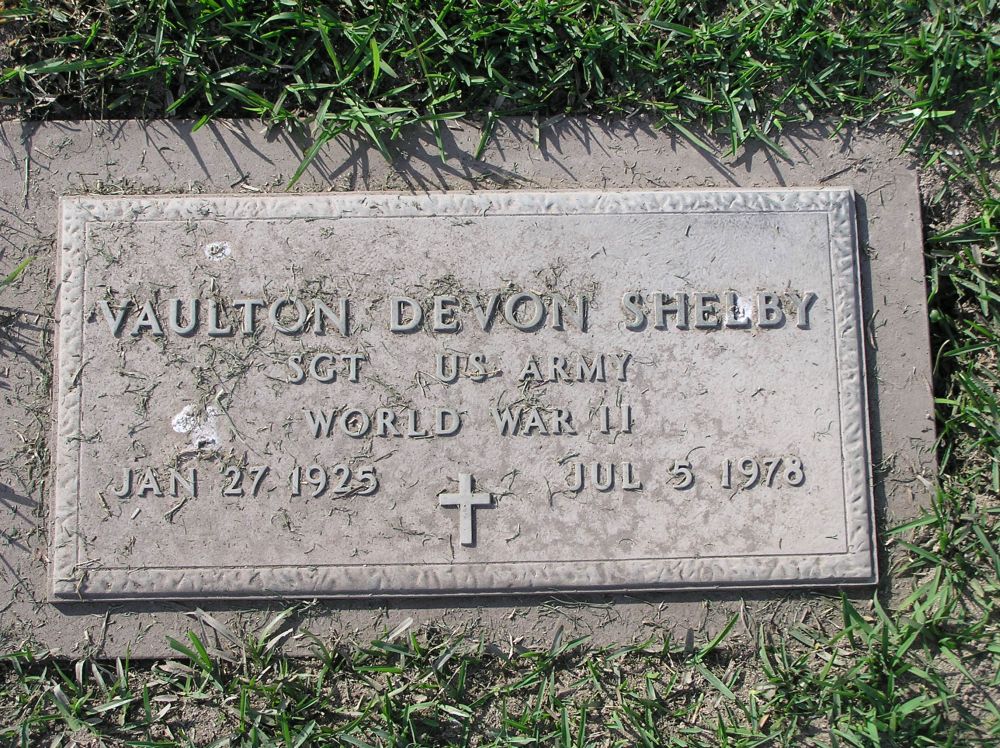 VAULTON DEVON SHELBY
SGT US ARMY
WORLD WAR II
JAN 27 1925 JUL 5 1978